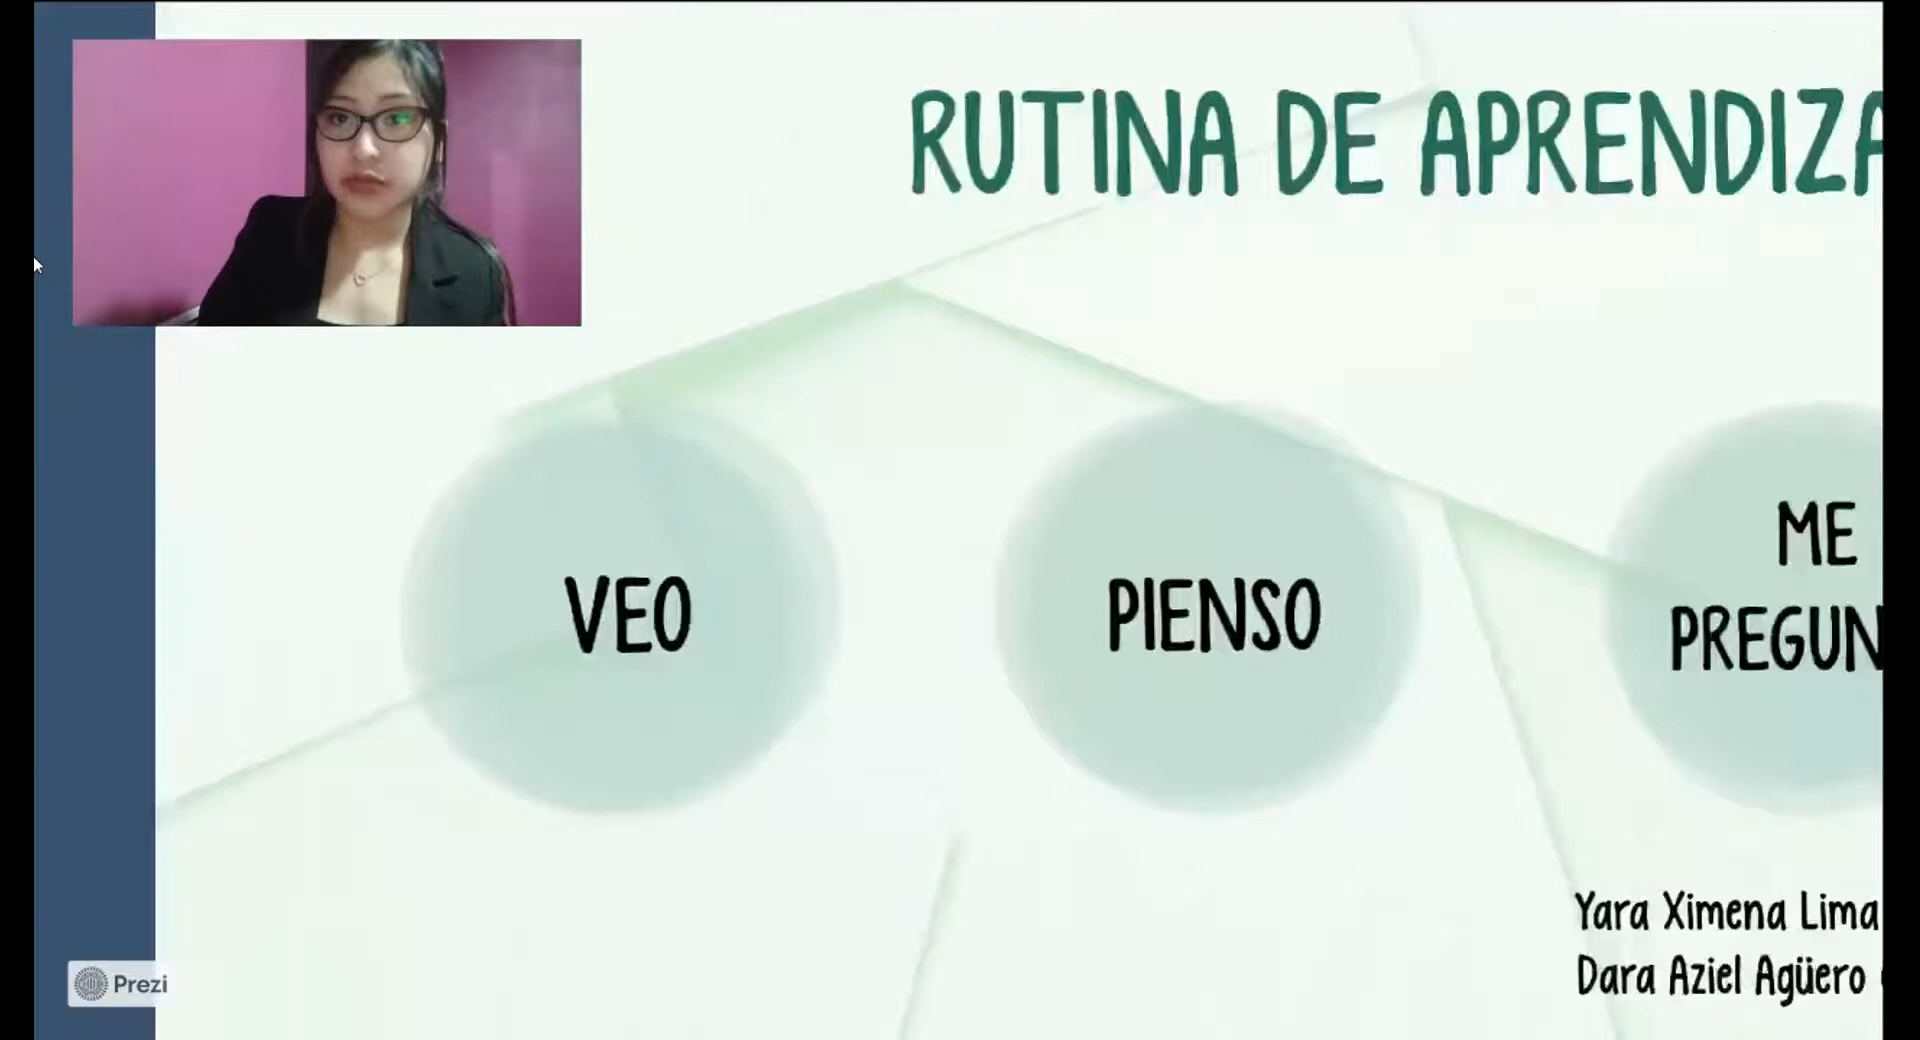 RUTINA DE APRENDIZA
VEO
PIENSO
ME
PREGUN
Yara Ximena Lima
Dara Aziel Agüero
Prezi